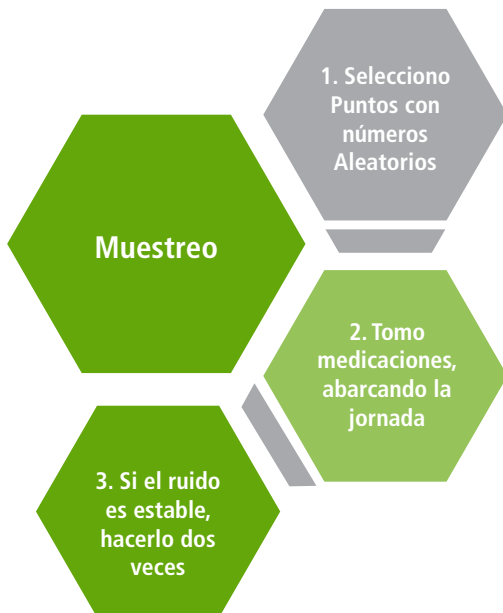 1. Selecciono
Puntos con
números
Aleatorios
Muestreo
2. Tomo
medicaciones,
abarcando la
jornada
3. Si el ruido
es estable,
hacerlo dos
veces